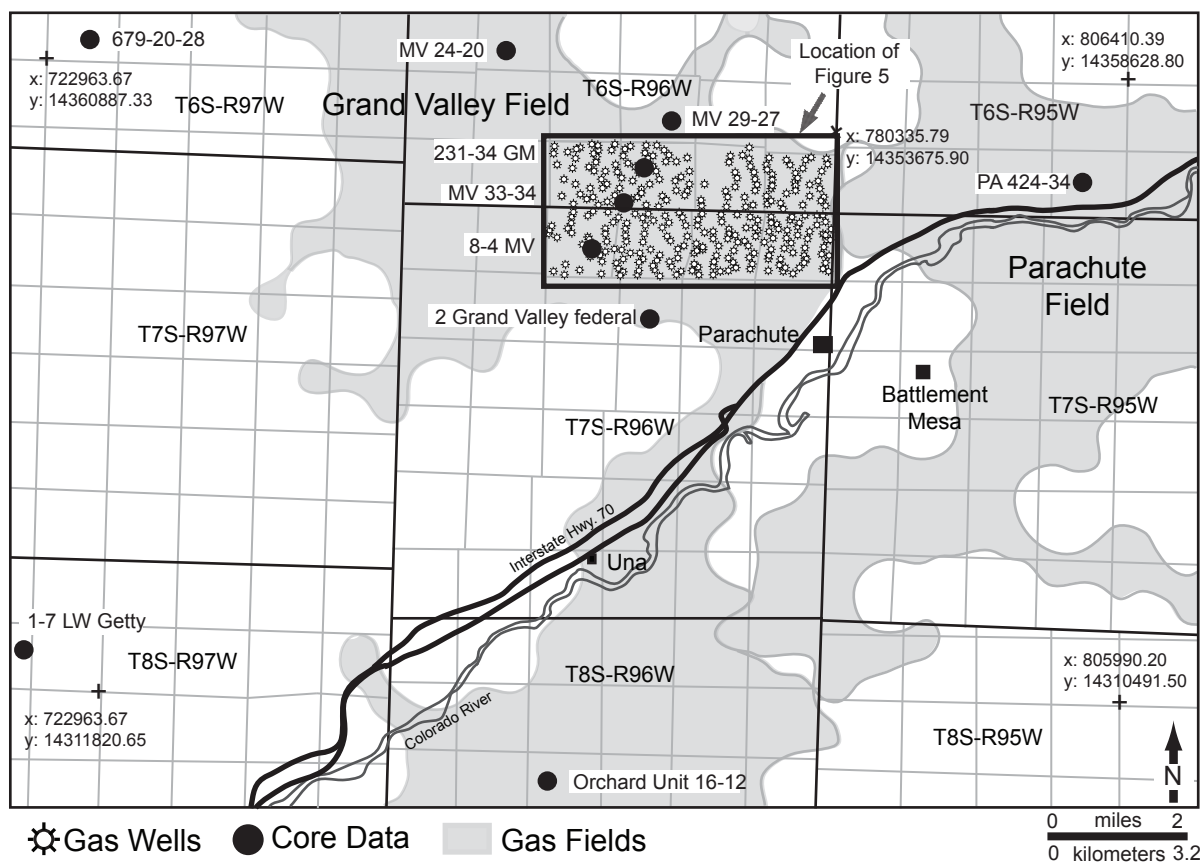 679-20-28
x: 722963.67
y: 14360887.33
T6S-R97W
MV 24-20
Grand Valley Field
T6S-R96W
MV 29-27
Location of
Figure 5
x: 806410.39
y: 14358628.80
T6S-R95W
x: 780335.79
y: 14353675.90
PA 424-34
231-34 GM
MV 33-34
8-4 MV
Parachute
Field
2 Grand Valley federal
Parachute
T7S-R97W
Battlement
Mesa
T7S-R95W
T7S-R96W
Interstate Hwy. 70
Una
1-7 LW Getty
T8S-R97W
x: 722963.67
y: 14311820.65
T8S-R96W
Colorado River
x: 805990.20
y: 14310491.50
T8S-R95W
Orchard Unit 16-12
N
Gas Wells
Core Data
Gas Fields
0 miles 2
0 kilometers 3.2